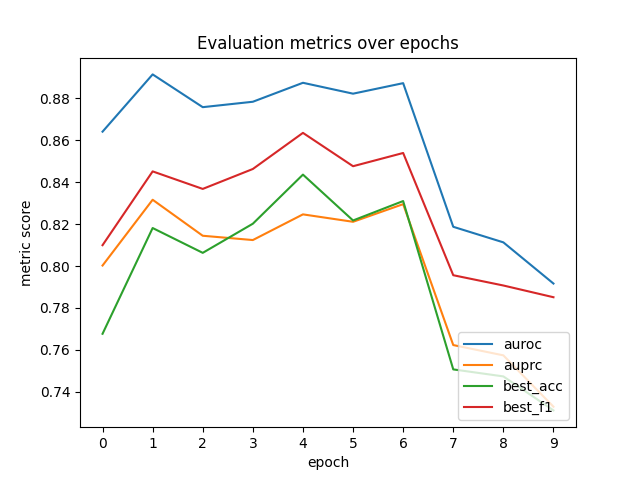 Evaluation metrics over epochs
metric score
0.88
0.86
0.84
0.82
0.80
0.78
0.76
0.74
0 1 2 3 4 5 6 7 8 9
epoch
auroc
auprc
best_acc
best_f1